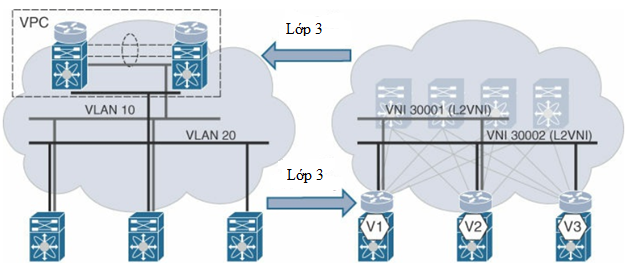 VPC
Lớp 3
VLAN 10
VLAN 20
VNI 30001 (L2VNI)
VNI 30002 (L2VNI)
Lớp 3
V1
V2
V3